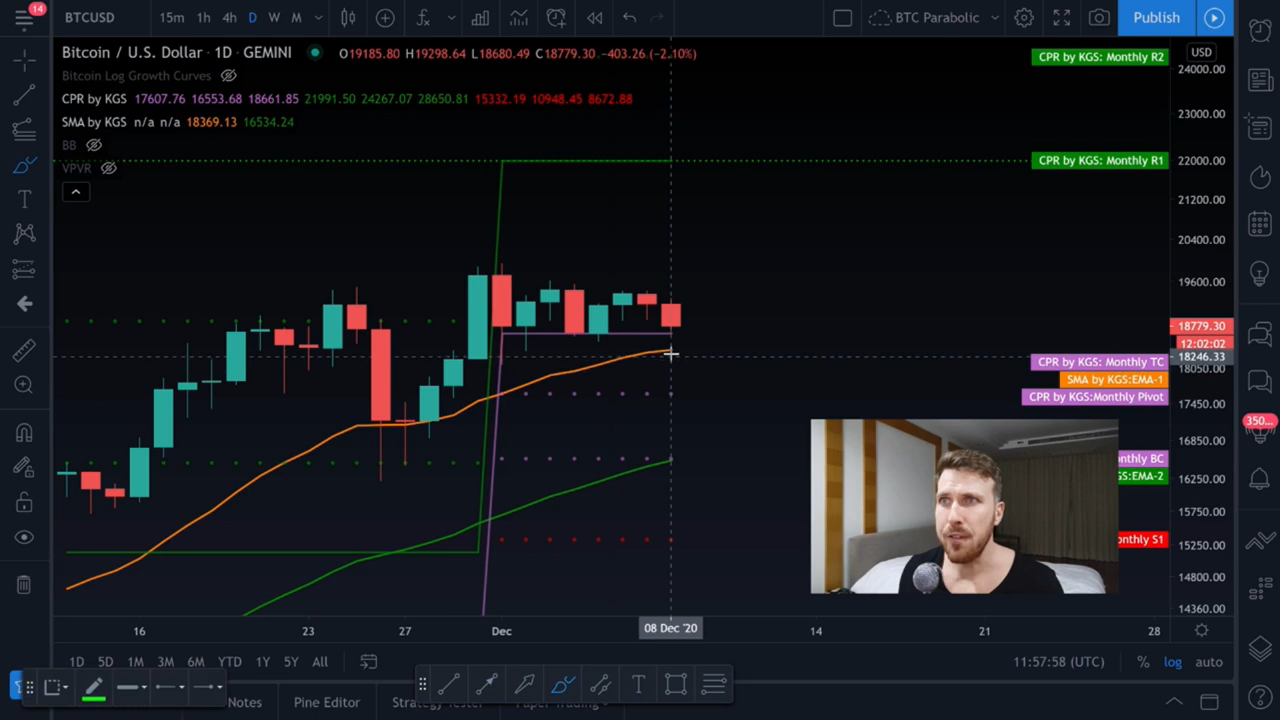 14
BTCUSD 15m 1h 4h D W M BTC Parabolic Publish
Bitcoin / U.S. Dollar · 1D · GEMINI O19185.80 H19298.64 L18680.49 C18779.30 -403.26 (-2.10%)
Bitcoin Log Growth Curves
CPR by KGS 17607.76 16553.68 18661.85 21991.50 24267.07 28650.81 15332.19 10948.45 8672.88
SMA by KGS n/a n/a 18369.13 16534.24
BB
VPVR
USD
CPR by KGS: Monthly R2
24000.00
23000.00
CPR by KGS: Monthly R1 22000.00
21200.00
20400.00
19600.00
18779.30
12:02:02
18246.33
CPR by KGS: Monthly TC
18050.00
SMA by KGS:EMA-1
CPR by KGS:Monthly Pivot
17450.00
350...
16850.00
nthly BC
GS:EMA-2 16250.00
15750.00
onthly S1
15250.00
14800.00
14360.00
16 23 27 Dec 08 Dec '20 14 21 28
1D 5D 1M 3M 6M YTD 1Y 5Y All 11:57:58 (UTC) % log auto
Notes Pine Editor